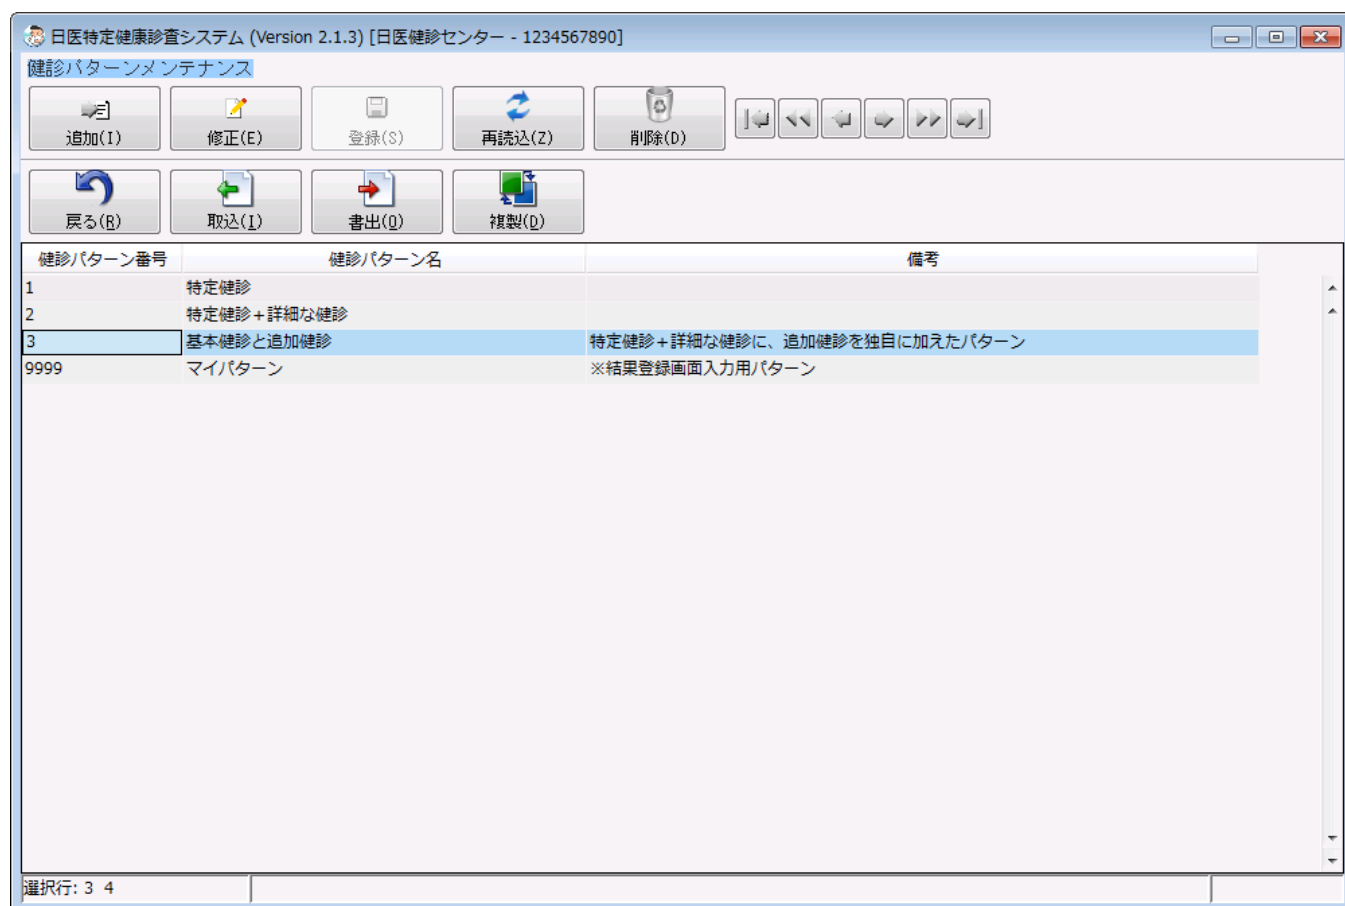 日医特定健康診査システム (Version 2.1.3) [日医健診センター - 1234567890]
健診パターンメンテナンス
追加(I) 修正(E) 登録(S) 再読込(Z) 削除(D)
戻る(R) 取込(I) 書出(O) 複製(D)
健診パターン番号 健診パターン名 備考
1 特定健診
2 特定健診+詳細な健診
3 基本健診と追加健診 特定健診+詳細な健診に、追加健診を独自に加えたパターン
9999 マイパターン ※結果登録画面入力用パターン
選択行: 3 4